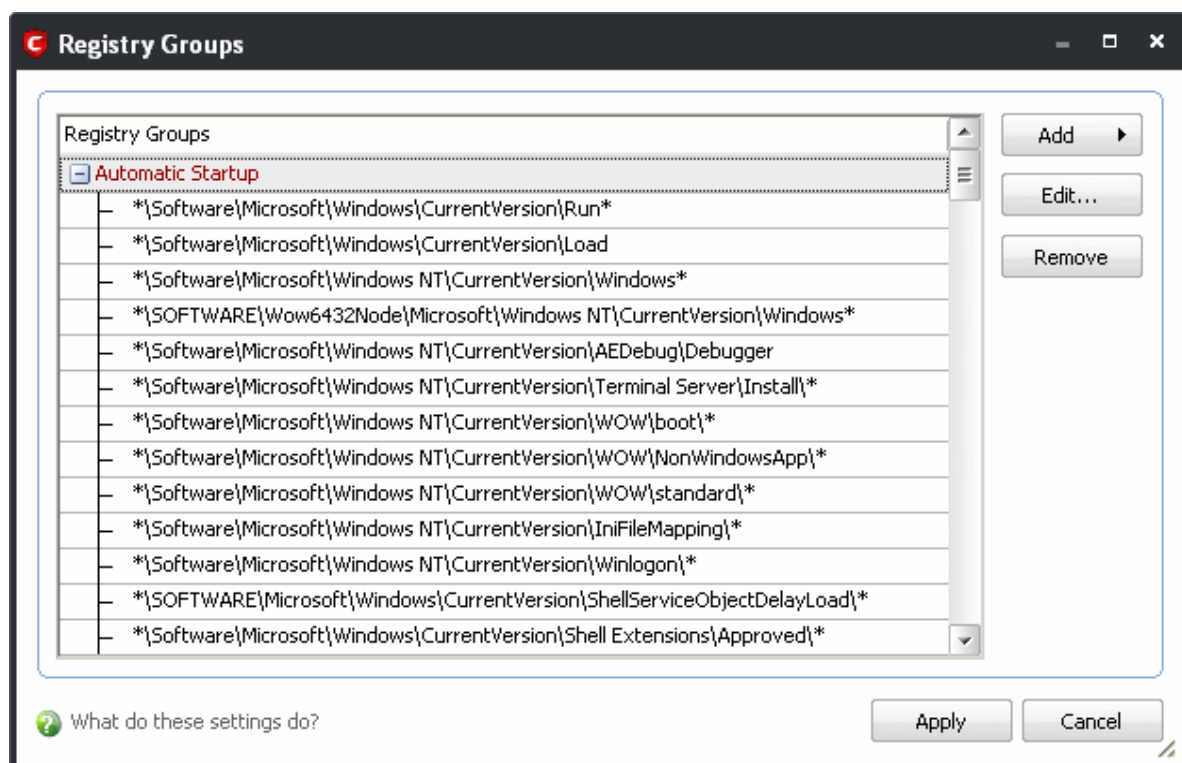 Registry Groups
Registry Groups
Automatic Startup
*\Software\Microsoft\Windows\CurrentVersion\Run*
*\Software\Microsoft\Windows\CurrentVersion\Load
*\Software\Microsoft\Windows NT\CurrentVersion\Windows*
*\SOFTWARE\Wow6432Node\Microsoft\Windows NT\CurrentVersion\Windows*
*\Software\Microsoft\Windows NT\CurrentVersion\AEDebug\Debugger
*\Software\Microsoft\Windows NT\CurrentVersion\Terminal Server\Install\*
*\Software\Microsoft\Windows NT\CurrentVersion\WOW\boot\*
*\Software\Microsoft\Windows NT\CurrentVersion\WOW\NonWindowsApp\*
*\Software\Microsoft\Windows NT\CurrentVersion\WOW\standard\*
*\Software\Microsoft\Windows NT\CurrentVersion\IniFileMapping\*
*\Software\Microsoft\Windows NT\CurrentVersion\Winlogon\*
*\SOFTWARE\Microsoft\Windows\CurrentVersion\ShellServiceObjectDelayLoad\*
*\Software\Microsoft\Windows\CurrentVersion\Shell Extensions\Approved\*
Add
Edit...
Remove
What do these settings do?
Apply
Cancel